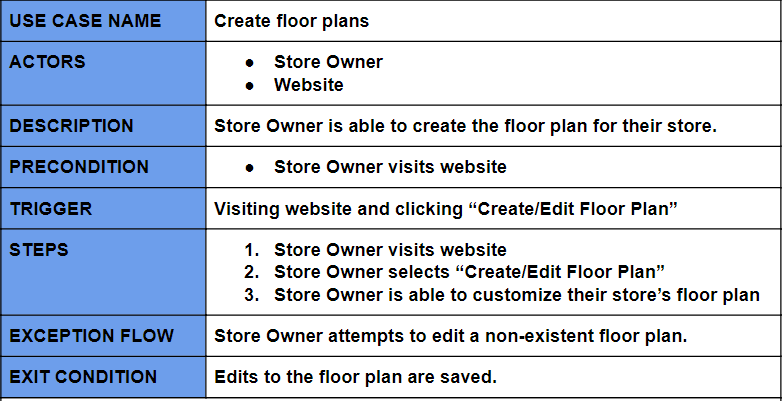 USE CASE NAME
Create floor plans
ACTORS
● Store Owner
● Website
DESCRIPTION
Store Owner is able to create the floor plan for their store.
PRECONDITION
● Store Owner visits website
TRIGGER
Visiting website and clicking “Create/Edit Floor Plan”
STEPS
1. Store Owner visits website
2. Store Owner selects “Create/Edit Floor Plan”
3. Store Owner is able to customize their store’s floor plan
EXCEPTION FLOW
Store Owner attempts to edit a non-existent floor plan.
EXIT CONDITION
Edits to the floor plan are saved.